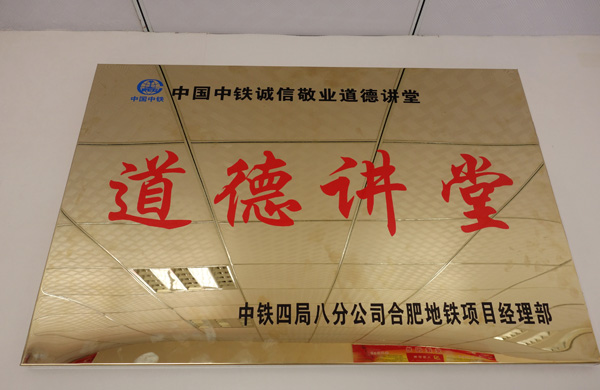 中国中铁
中国中铁诚信敬业道德讲堂
道德讲堂
中铁四局八分公司合肥地铁项目经理部